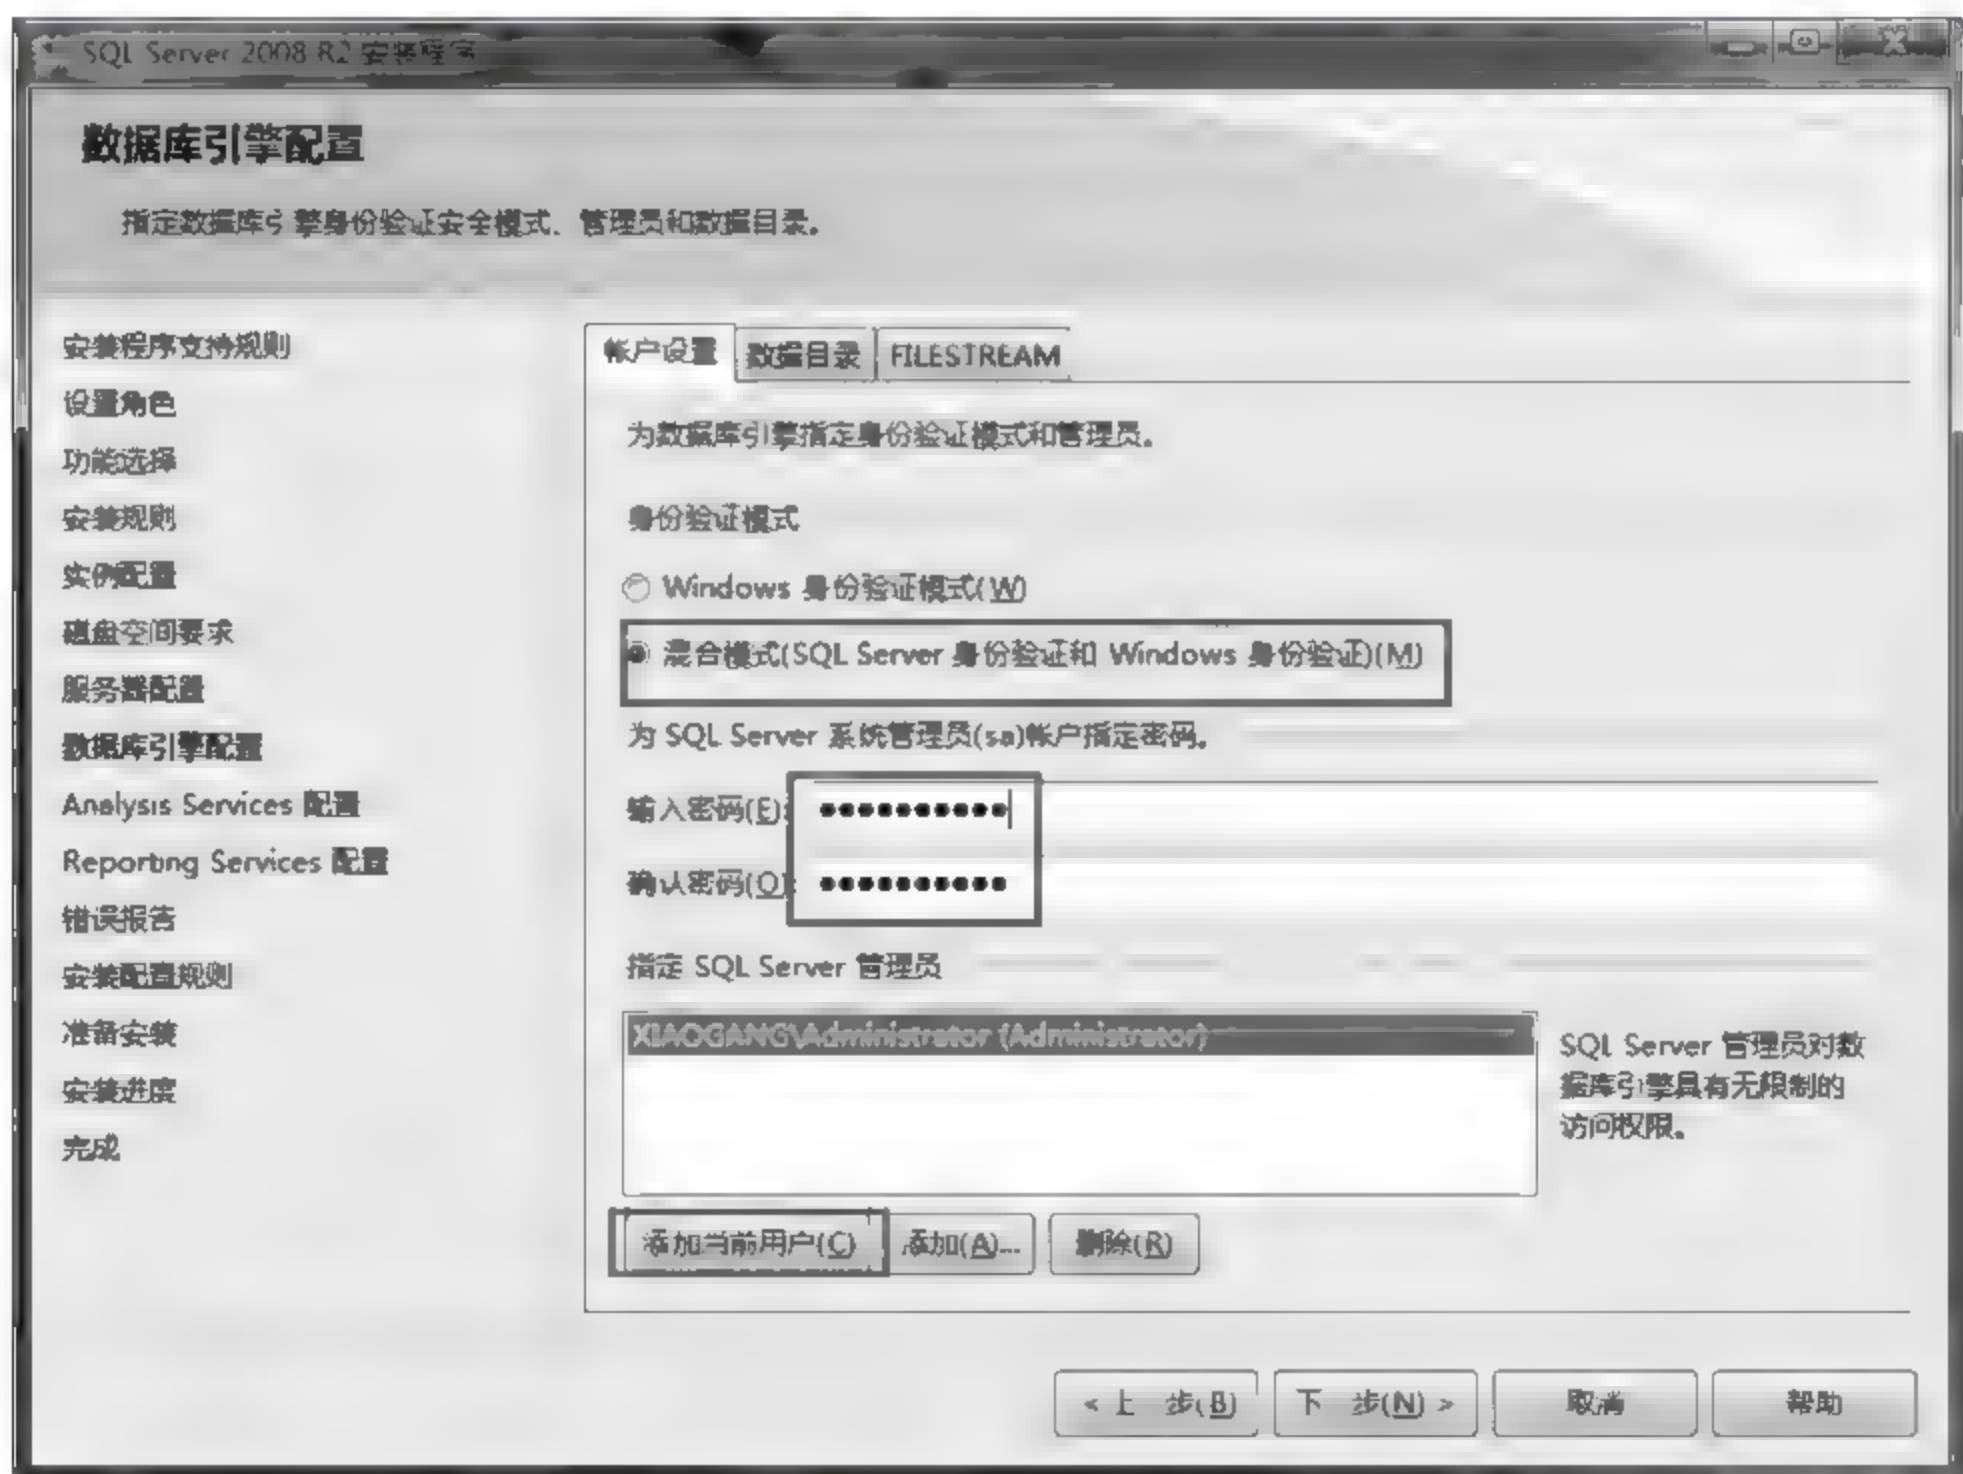 SQL Server 2008 R2 安装程序
数据库引擎配置
指定数据库引擎身份验证安全模式、管理员和数据目录。
安装程序支持规则
设置角色
功能选择
安装规则
实例配置
磁盘空间要求
服务器配置
数据库引擎配置
Analysis Services 配置
Reporting Services 配置
错误报告
安装配置规则
准备安装
安装进度
完成
帐户设置 数据目录 FILESTREAM
为数据库引擎指定身份验证模式和管理员。
身份验证模式
Windows 身份验证模式(W)
混合模式(SQL Server 身份验证和 Windows 身份验证)(M)
为 SQL Server 系统管理员(sa)帐户指定密码。
输入密码(E): ●●●●●●●●●●
确认密码(O): ●●●●●●●●●●
指定 SQL Server 管理员
XIAOGANG\Administrator (Administrator)
SQL Server 管理员对数
据库引擎具有无限制的
访问权限。
添加当前用户(C) 添加(A)... 删除(R)
< 上一步(B) 下一步(N) > 取消 帮助